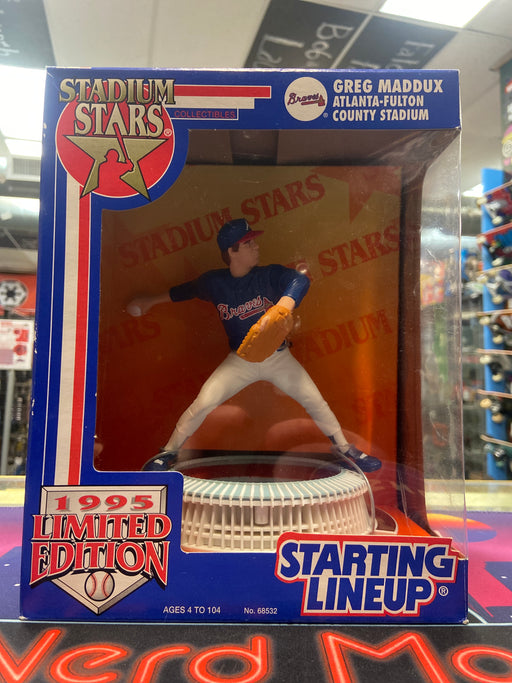 STADIUM
STARS®
COLLECTIBLES
Braves®
GREG MADDUX
ATLANTA-FULTON
COUNTY STADIUM
STADIUM STARS
STARS
STADIUM
Braves
1995
LIMITED
EDITION
STARTING
LINEUP®
AGES 4 TO 104 No. 68532